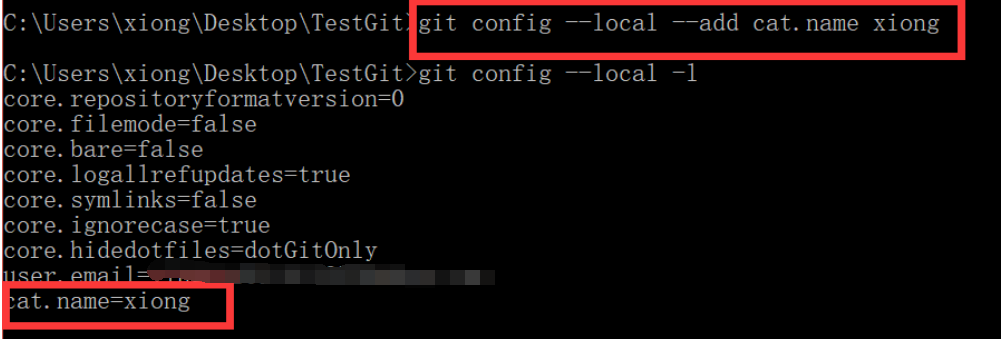 C:\Users\xiong\Desktop\TestGit>git config --local --add cat.name xiong
C:\Users\xiong\Desktop\TestGit>git config --local -l
core.repositoryformatversion=0
core.filemode=false
core.bare=false
core.logallrefupdates=true
core.symlinks=false
core.ignorecase=true
core.hidedotfiles=dotGitOnly
user.email=
cat.name=xiong